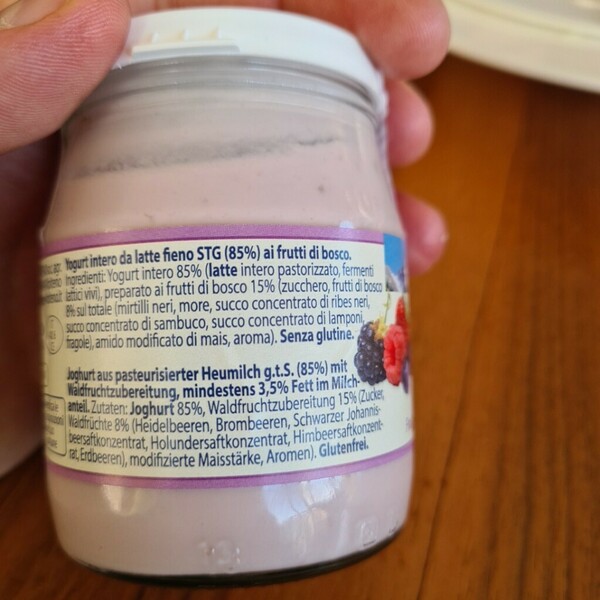 Yogurt intero da latte fieno STG (85%) ai frutti di bosco.
Ingredienti: Yogurt intero 85% (latte intero pastorizzato, fermenti
lattici vivi), preparato ai frutti di bosco 15% (zucchero, frutti di bosco
8% sul totale (mirtilli neri, more, succo concentrato di ribes neri,
succo concentrato di sambuco, succo concentrato di lamponi,
fragole), amido modificato di mais, aroma). Senza glutine.
Joghurt aus pasteurisierter Heumilch g.t.S. (85%) mit
Waldfruchtzubereitung, mindestens 3,5% Fett im Milch-
anteil. Zutaten: Joghurt 85%, Waldfruchtzubereitung 15% (Zucker,
Waldfrüchte 8% (Heidelbeeren, Brombeeren, Schwarzer Johannis-
beersaftkonzentrat, Holundersaftkonzentrat, Himbeersaftkonzent-
rat, Erdbeeren), modifizierte Maisstärke, Aromen). Glutenfrei.